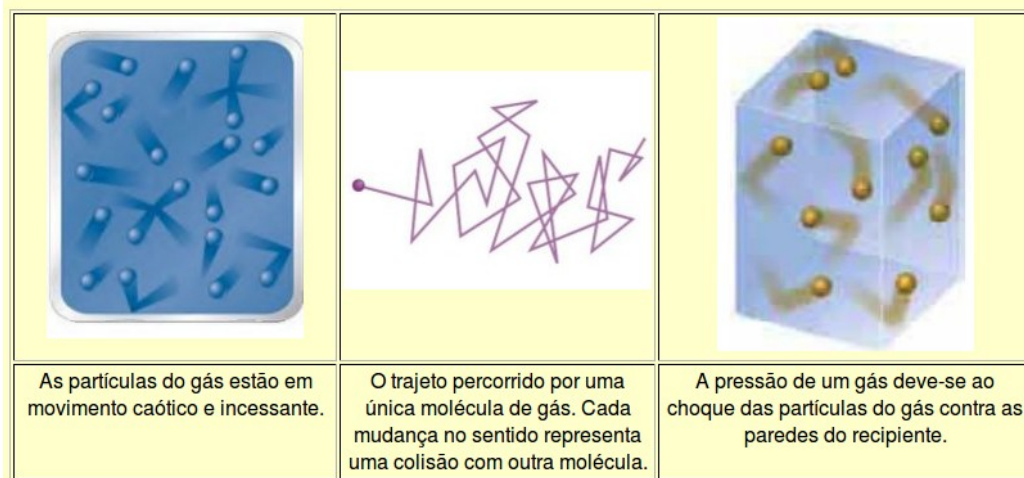 As partículas do gás estão em
movimento caótico e incessante.
O trajeto percorrido por uma
única molécula de gás. Cada
mudança no sentido representa
uma colisão com outra molécula.
A pressão de um gás deve-se ao
choque das partículas do gás contra as
paredes do recipiente.